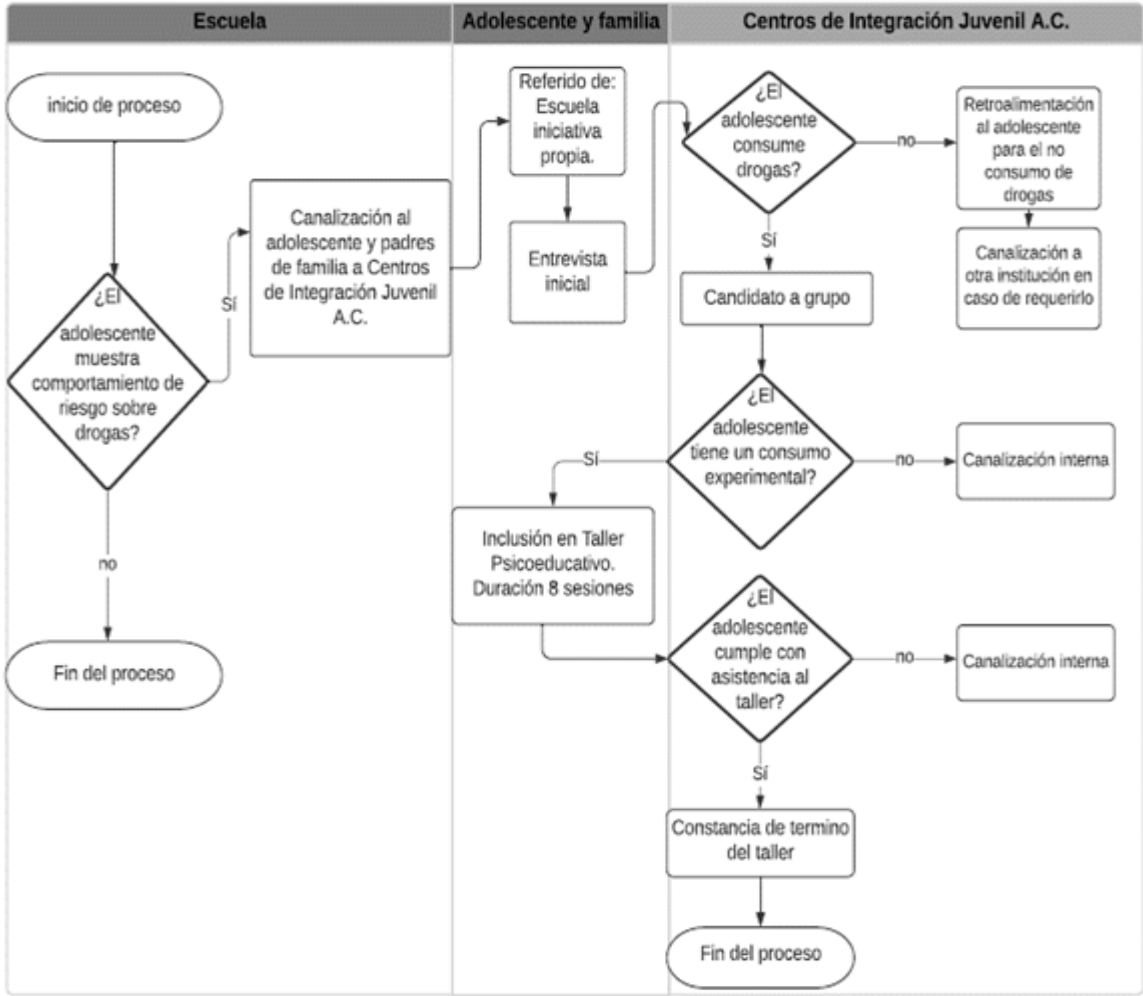 Escuela
Adolescente y familia
Centros de Integración Juvenil A.C.
inicio de proceso
¿El
adolescente
muestra
comportamiento de
riesgo sobre
drogas?
Sí
no
Fin del proceso
Canalización al
adolescente y padres
de familia a Centros
de Integración Juvenil
A.C.
Referido de:
Escuela
iniciativa
propia.
Entrevista
inicial
¿El
adolescente
consume
drogas?
no
Retroalimentación
al adolescente
para el no
consumo de
drogas
Canalización a
otra institución en
caso de requerirlo
Sí
Candidato a grupo
¿El
adolescente
tiene un consumo
experimental?
no
Canalización interna
Sí
Inclusión en Taller
Psicoeducativo.
Duración 8 sesiones
¿El
adolescente
cumple con
asistencia al
taller?
no
Canalización interna
Sí
Constancia de termino
del taller
Fin del proceso